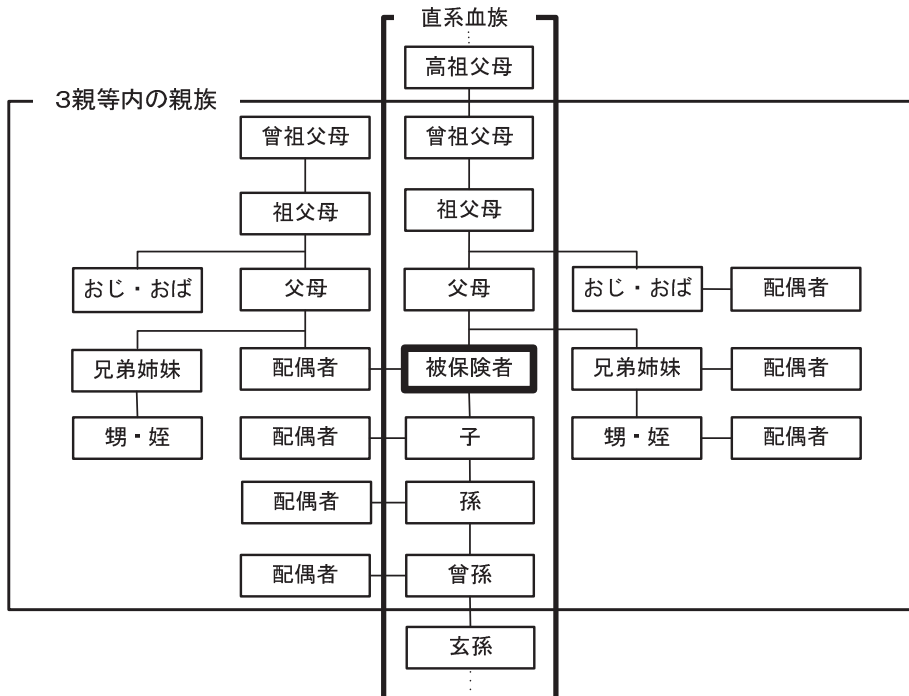 直系血族
高祖父母
3親等内の親族
曾祖父母
曾祖父母
祖父母
祖父母
おじ・おば
父母
父母
おじ・おば
配偶者
兄弟姉妹
配偶者
被保険者
兄弟姉妹
配偶者
甥・姪
配偶者
子
甥・姪
配偶者
配偶者
孫
配偶者
曾孫
玄孫